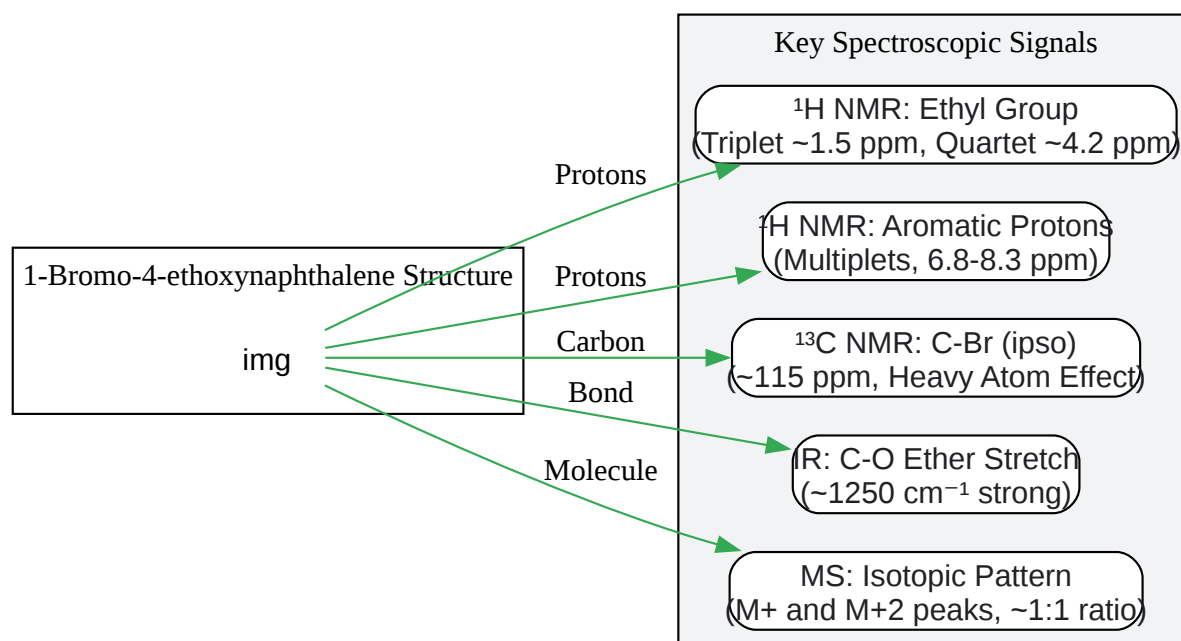 Key Spectroscopic Signals
¹H NMR: Ethyl Group
(Triplet ~1.5 ppm, Quartet ~4.2 ppm)
Protons
¹H NMR: Aromatic Protons
(Multiplets, 6.8-8.3 ppm)
1-Bromo-4-ethoxynaphthalene Structure
Protons
img
Carbon
¹³C NMR: C-Br (ipso)
(~115 ppm, Heavy Atom Effect)
Bond
IR: C-O Ether Stretch
(~1250 cm⁻¹ strong)
Molecule
MS: Isotopic Pattern
(M+ and M+2 peaks, ~1:1 ratio)